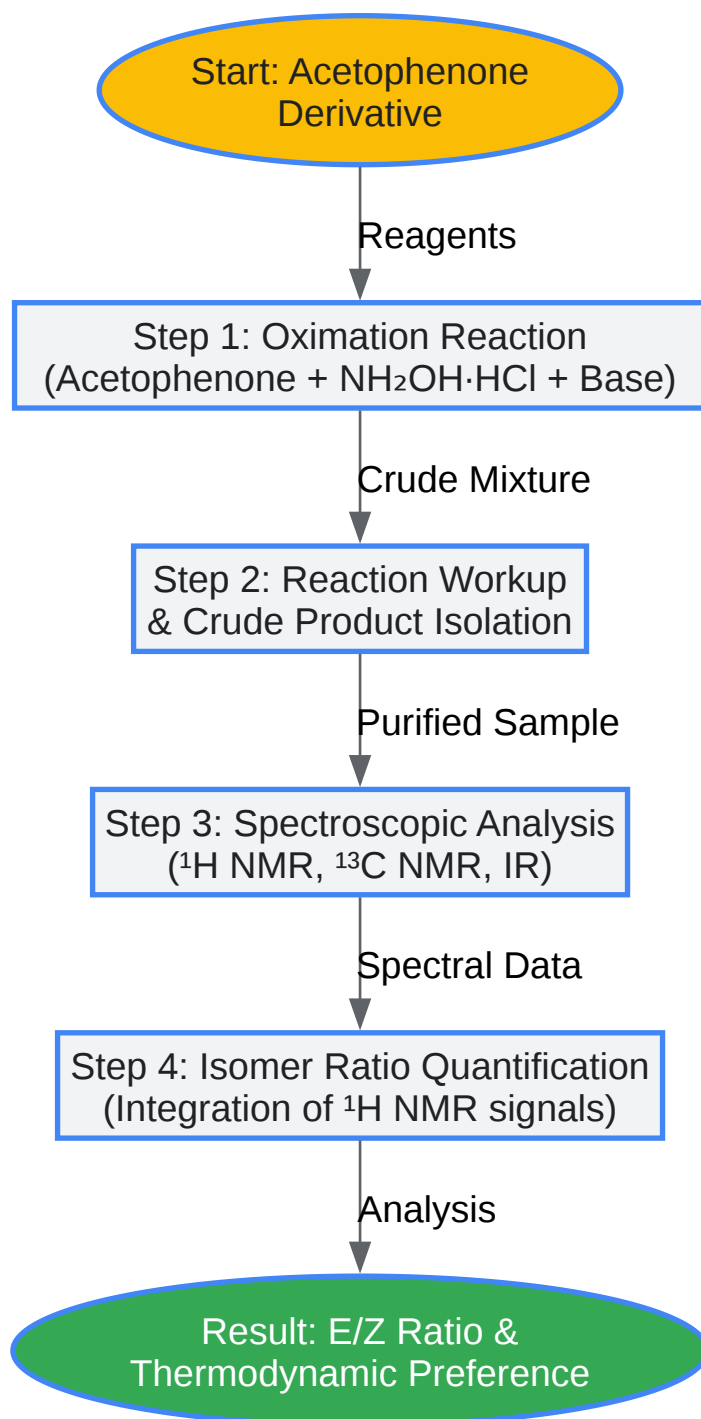 Start: Acetophenone
Derivative
Reagents
Step 1: Oximation Reaction
(Acetophenone + NH₂OH·HCl + Base)
Crude Mixture
Step 2: Reaction Workup
& Crude Product Isolation
Purified Sample
Step 3: Spectroscopic Analysis
(¹H NMR, ¹³C NMR, IR)
Spectral Data
Step 4: Isomer Ratio Quantification
(Integration of ¹H NMR signals)
Analysis
Result: E/Z Ratio &
Thermodynamic Preference